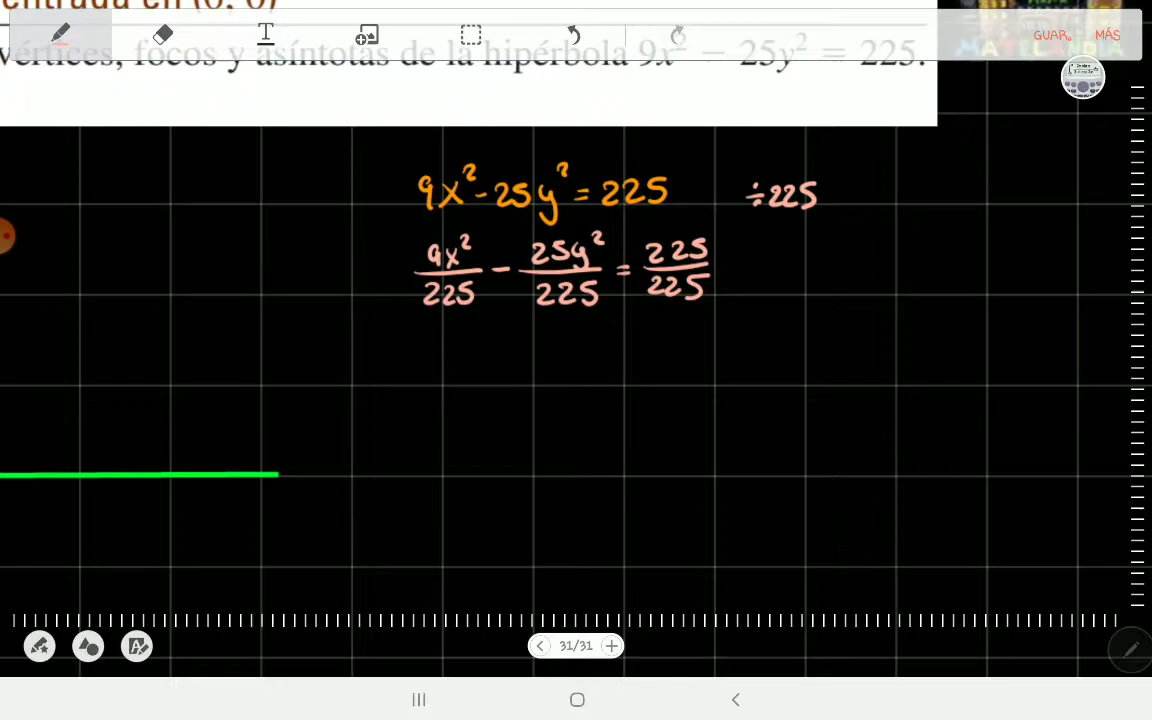 entrada en (0, 0)
GUAR. MÁS
vértices, focos y asíntotas de la hipérbola 9x² − 25y² = 225.
9x² - 25y² = 225 ÷225
9x²/225 - 25y²/225 = 225/225
31/31